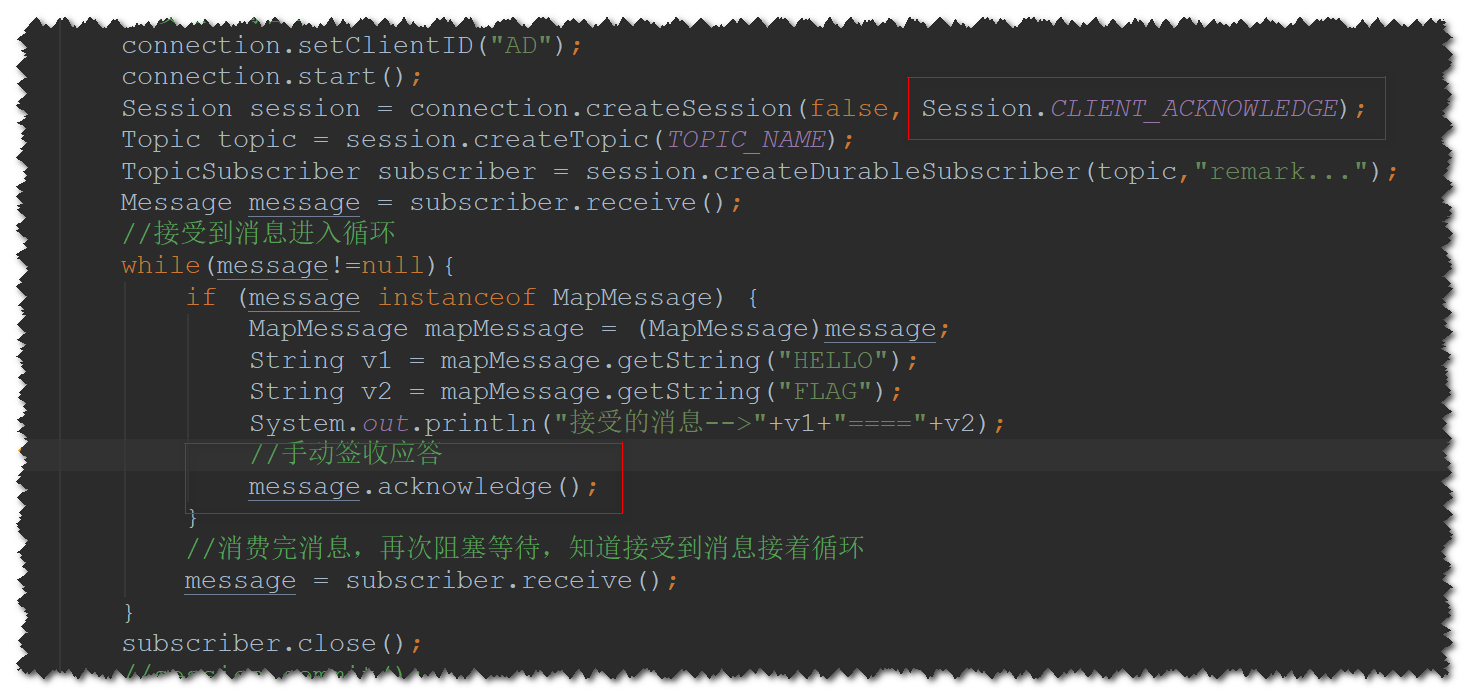 connection.setClientID("AD");
connection.start();
Session session = connection.createSession(false, Session.CLIENT_ACKNOWLEDGE);
Topic topic = session.createTopic(TOPIC_NAME);
TopicSubscriber subscriber = session.createDurableSubscriber(topic,"remark...");
Message message = subscriber.receive();
//接受到消息进入循环
while(message!=null){
if (message instanceof MapMessage) {
MapMessage mapMessage = (MapMessage)message;
String v1 = mapMessage.getString("HELLO");
String v2 = mapMessage.getString("FLAG");
System.out.println("接受的消息-->"+v1+"===="+v2);
//手动签收应答
message.acknowledge();
}
//消费完消息，再次阻塞等待，知道接受到消息接着循环
message = subscriber.receive();
}
subscriber.close();
//session.commit()